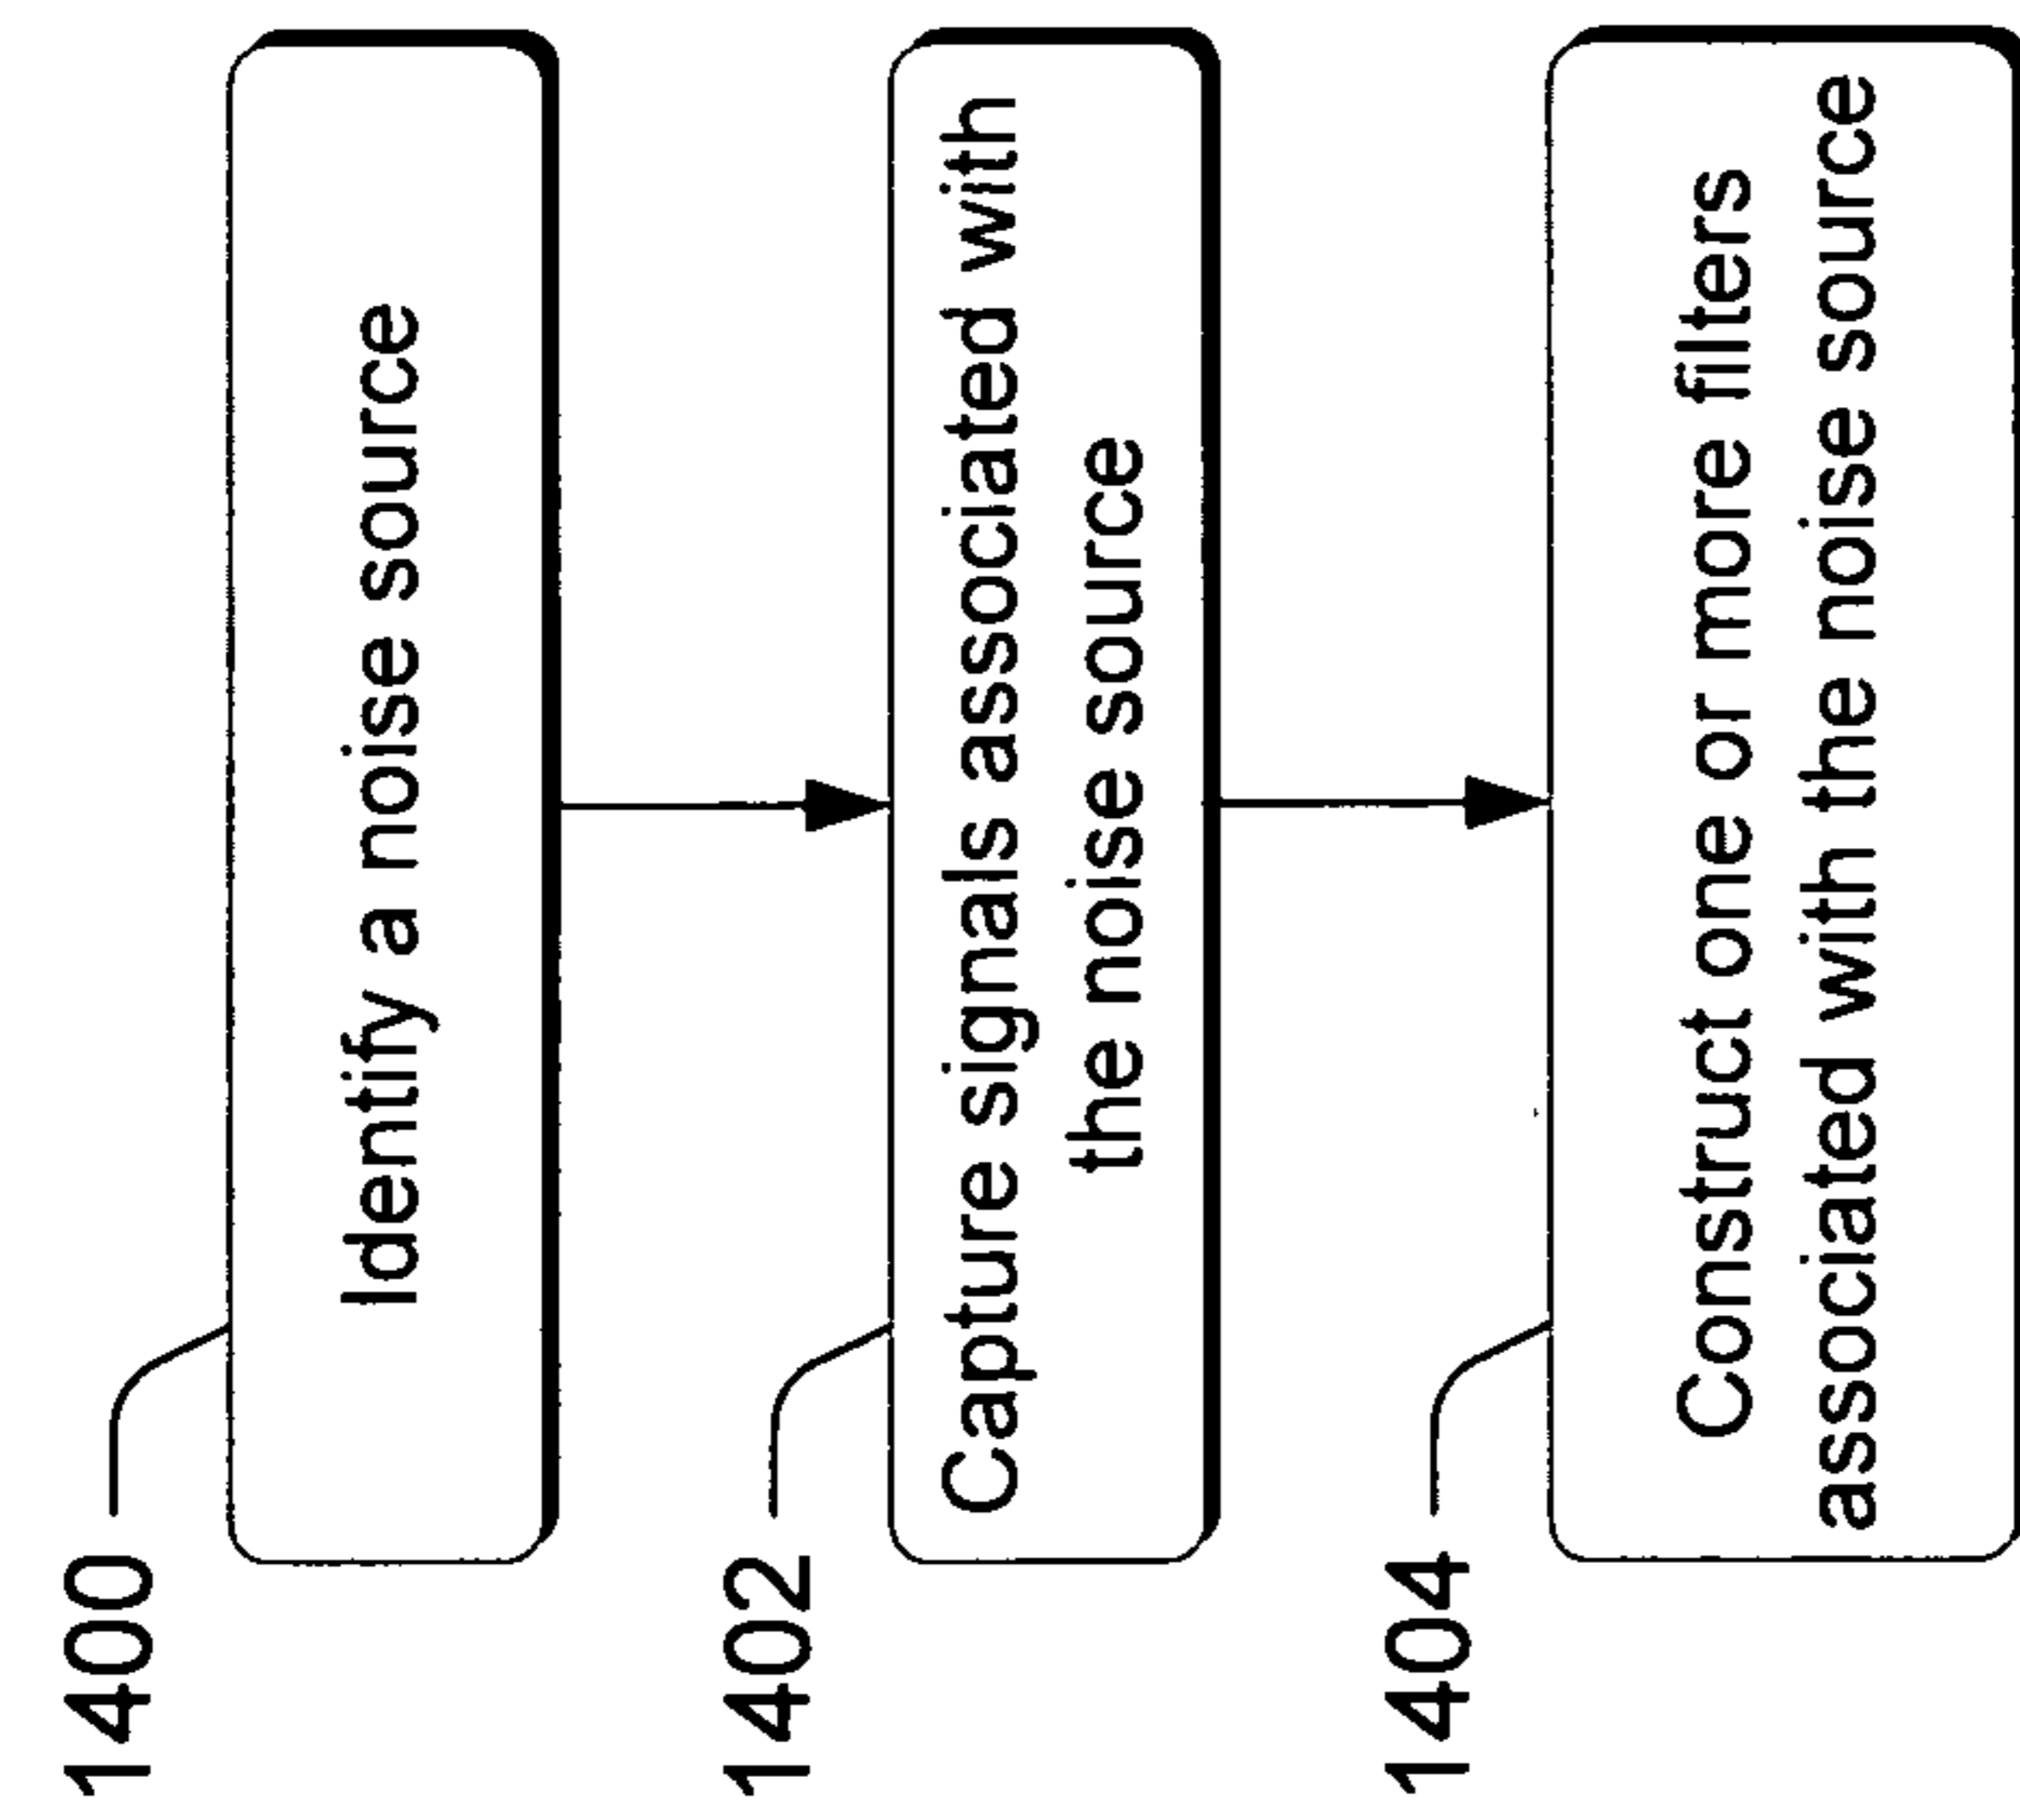 1400
Identify a noise source
1402
Capture signals associated with
the noise source
1404
Construct one or more filters
associated with the noise source